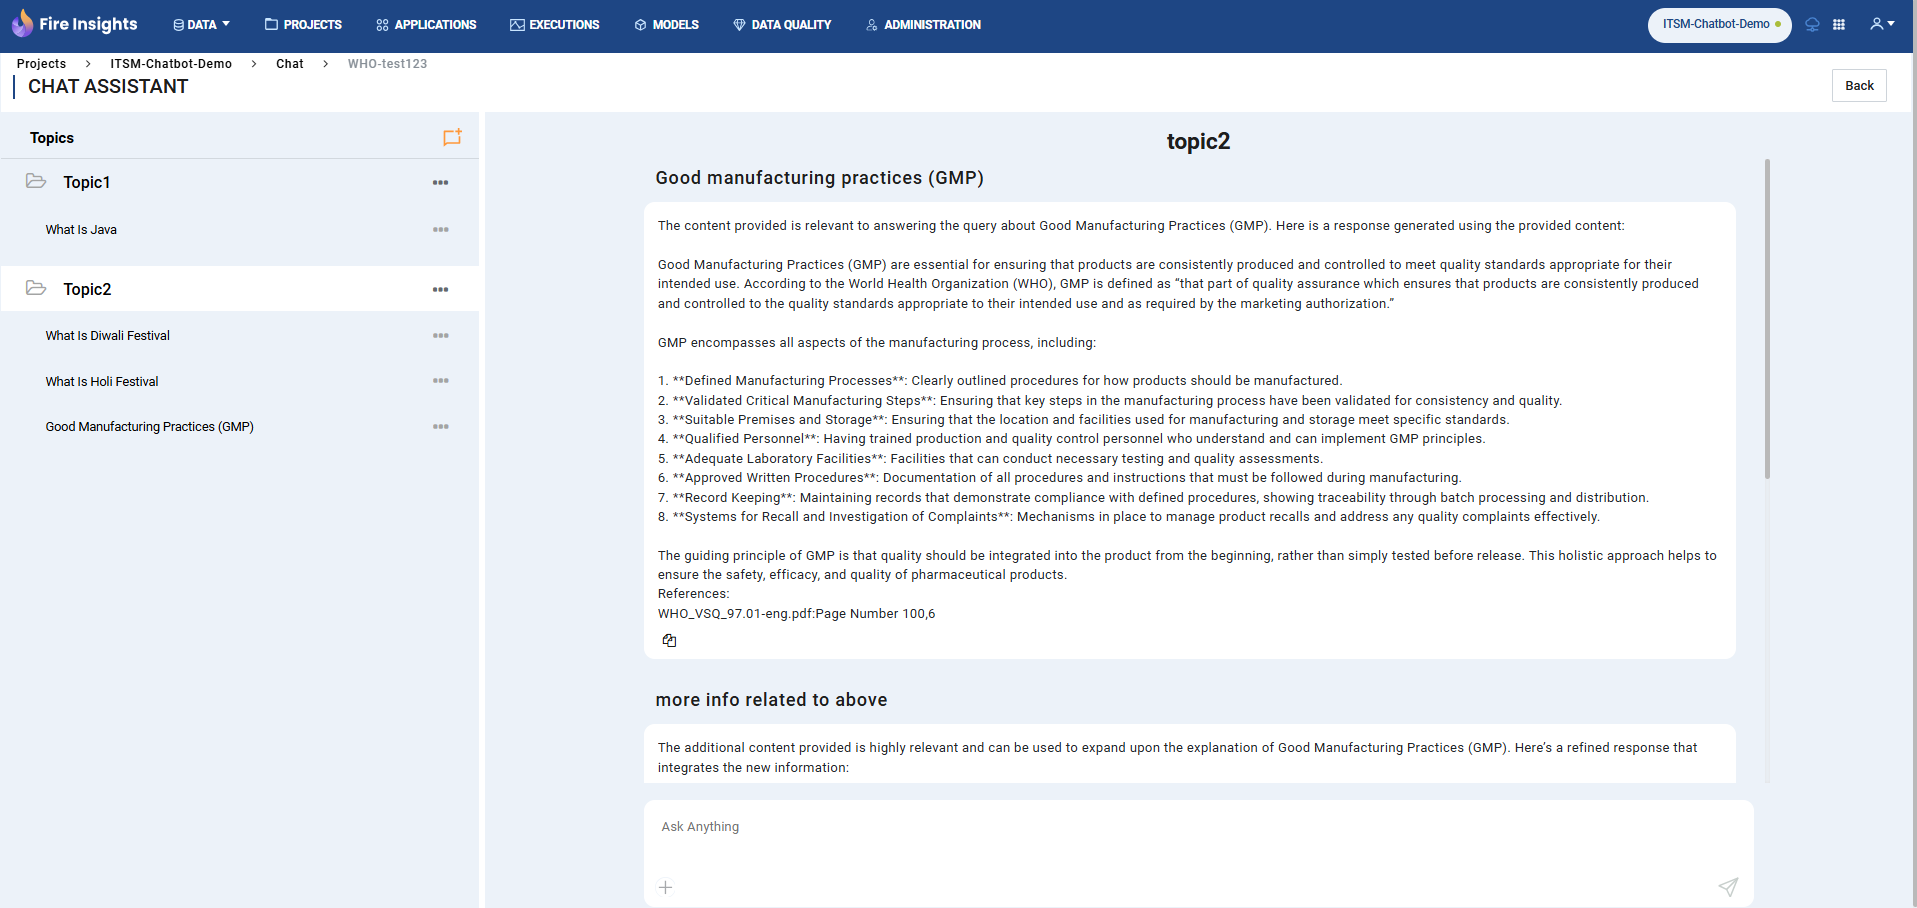 Fire Insights
DATA
PROJECTS
APPLICATIONS
EXECUTIONS
MODELS
DATA QUALITY
ADMINISTRATION
ITSM-Chatbot-Demo
Projects > ITSM-Chatbot-Demo > Chat > WHO-test123
CHAT ASSISTANT
Back
Topics
Topic1
What Is Java
Topic2
What Is Diwali Festival
What Is Holi Festival
Good Manufacturing Practices (GMP)
topic2
Good manufacturing practices (GMP)
The content provided is relevant to answering the query about Good Manufacturing Practices (GMP). Here is a response generated using the provided content:
Good Manufacturing Practices (GMP) are essential for ensuring that products are consistently produced and controlled to meet quality standards appropriate for their
intended use. According to the World Health Organization (WHO), GMP is defined as “that part of quality assurance which ensures that products are consistently produced
and controlled to the quality standards appropriate to their intended use and as required by the marketing authorization.”
GMP encompasses all aspects of the manufacturing process, including:
1. **Defined Manufacturing Processes**: Clearly outlined procedures for how products should be manufactured.
2. **Validated Critical Manufacturing Steps**: Ensuring that key steps in the manufacturing process have been validated for consistency and quality.
3. **Suitable Premises and Storage**: Ensuring that the location and facilities used for manufacturing and storage meet specific standards.
4. **Qualified Personnel**: Having trained production and quality control personnel who understand and can implement GMP principles.
5. **Adequate Laboratory Facilities**: Facilities that can conduct necessary testing and quality assessments.
6. **Approved Written Procedures**: Documentation of all procedures and instructions that must be followed during manufacturing.
7. **Record Keeping**: Maintaining records that demonstrate compliance with defined procedures, showing traceability through batch processing and distribution.
8. **Systems for Recall and Investigation of Complaints**: Mechanisms in place to manage product recalls and address any quality complaints effectively.
The guiding principle of GMP is that quality should be integrated into the product from the beginning, rather than simply tested before release. This holistic approach helps to
ensure the safety, efficacy, and quality of pharmaceutical products.
References:
WHO_VSQ_97.01-eng.pdf:Page Number 100,6
more info related to above
The additional content provided is highly relevant and can be used to expand upon the explanation of Good Manufacturing Practices (GMP). Here’s a refined response that
integrates the new information:
Ask Anything